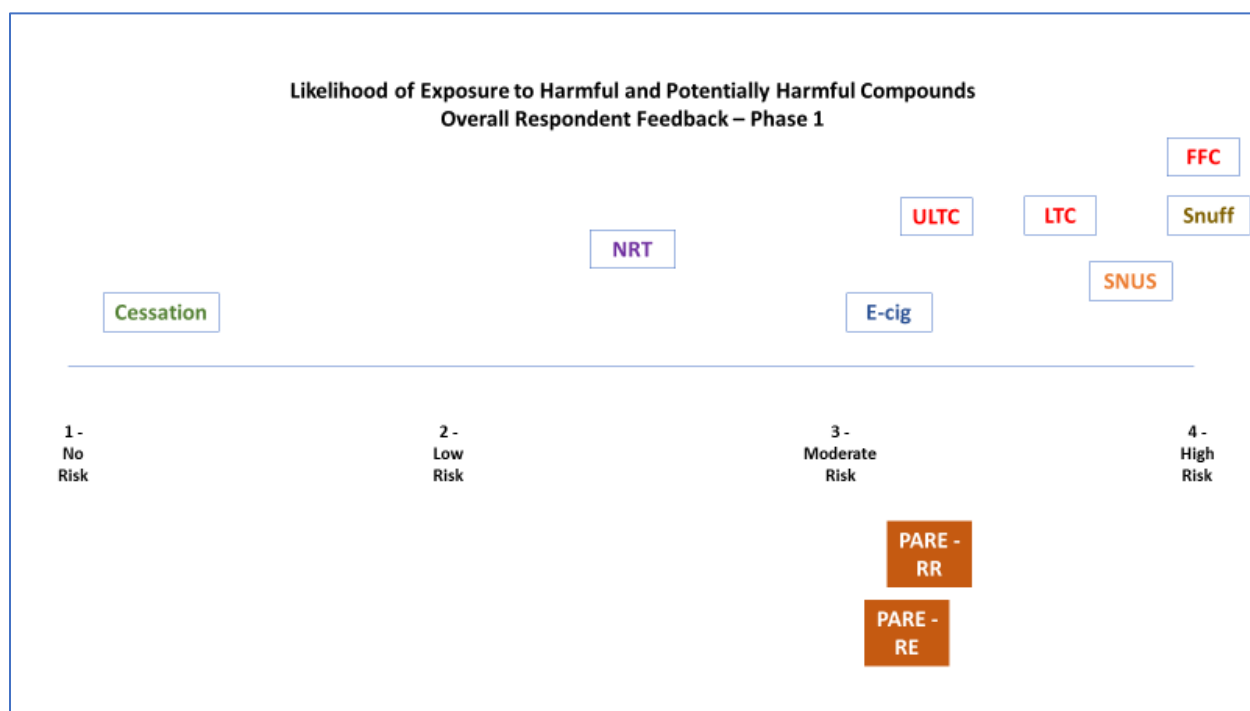 Likelihood of Exposure to Harmful and Potentially Harmful Compounds
Overall Respondent Feedback – Phase 1
FFC
ULTC
LTC
Snuff
NRT
SNUS
Cessation
E-cig
1 -
No
Risk
2 -
Low
Risk
3 -
Moderate
Risk
4 -
High
Risk
PARE -
RR
PARE -
RE